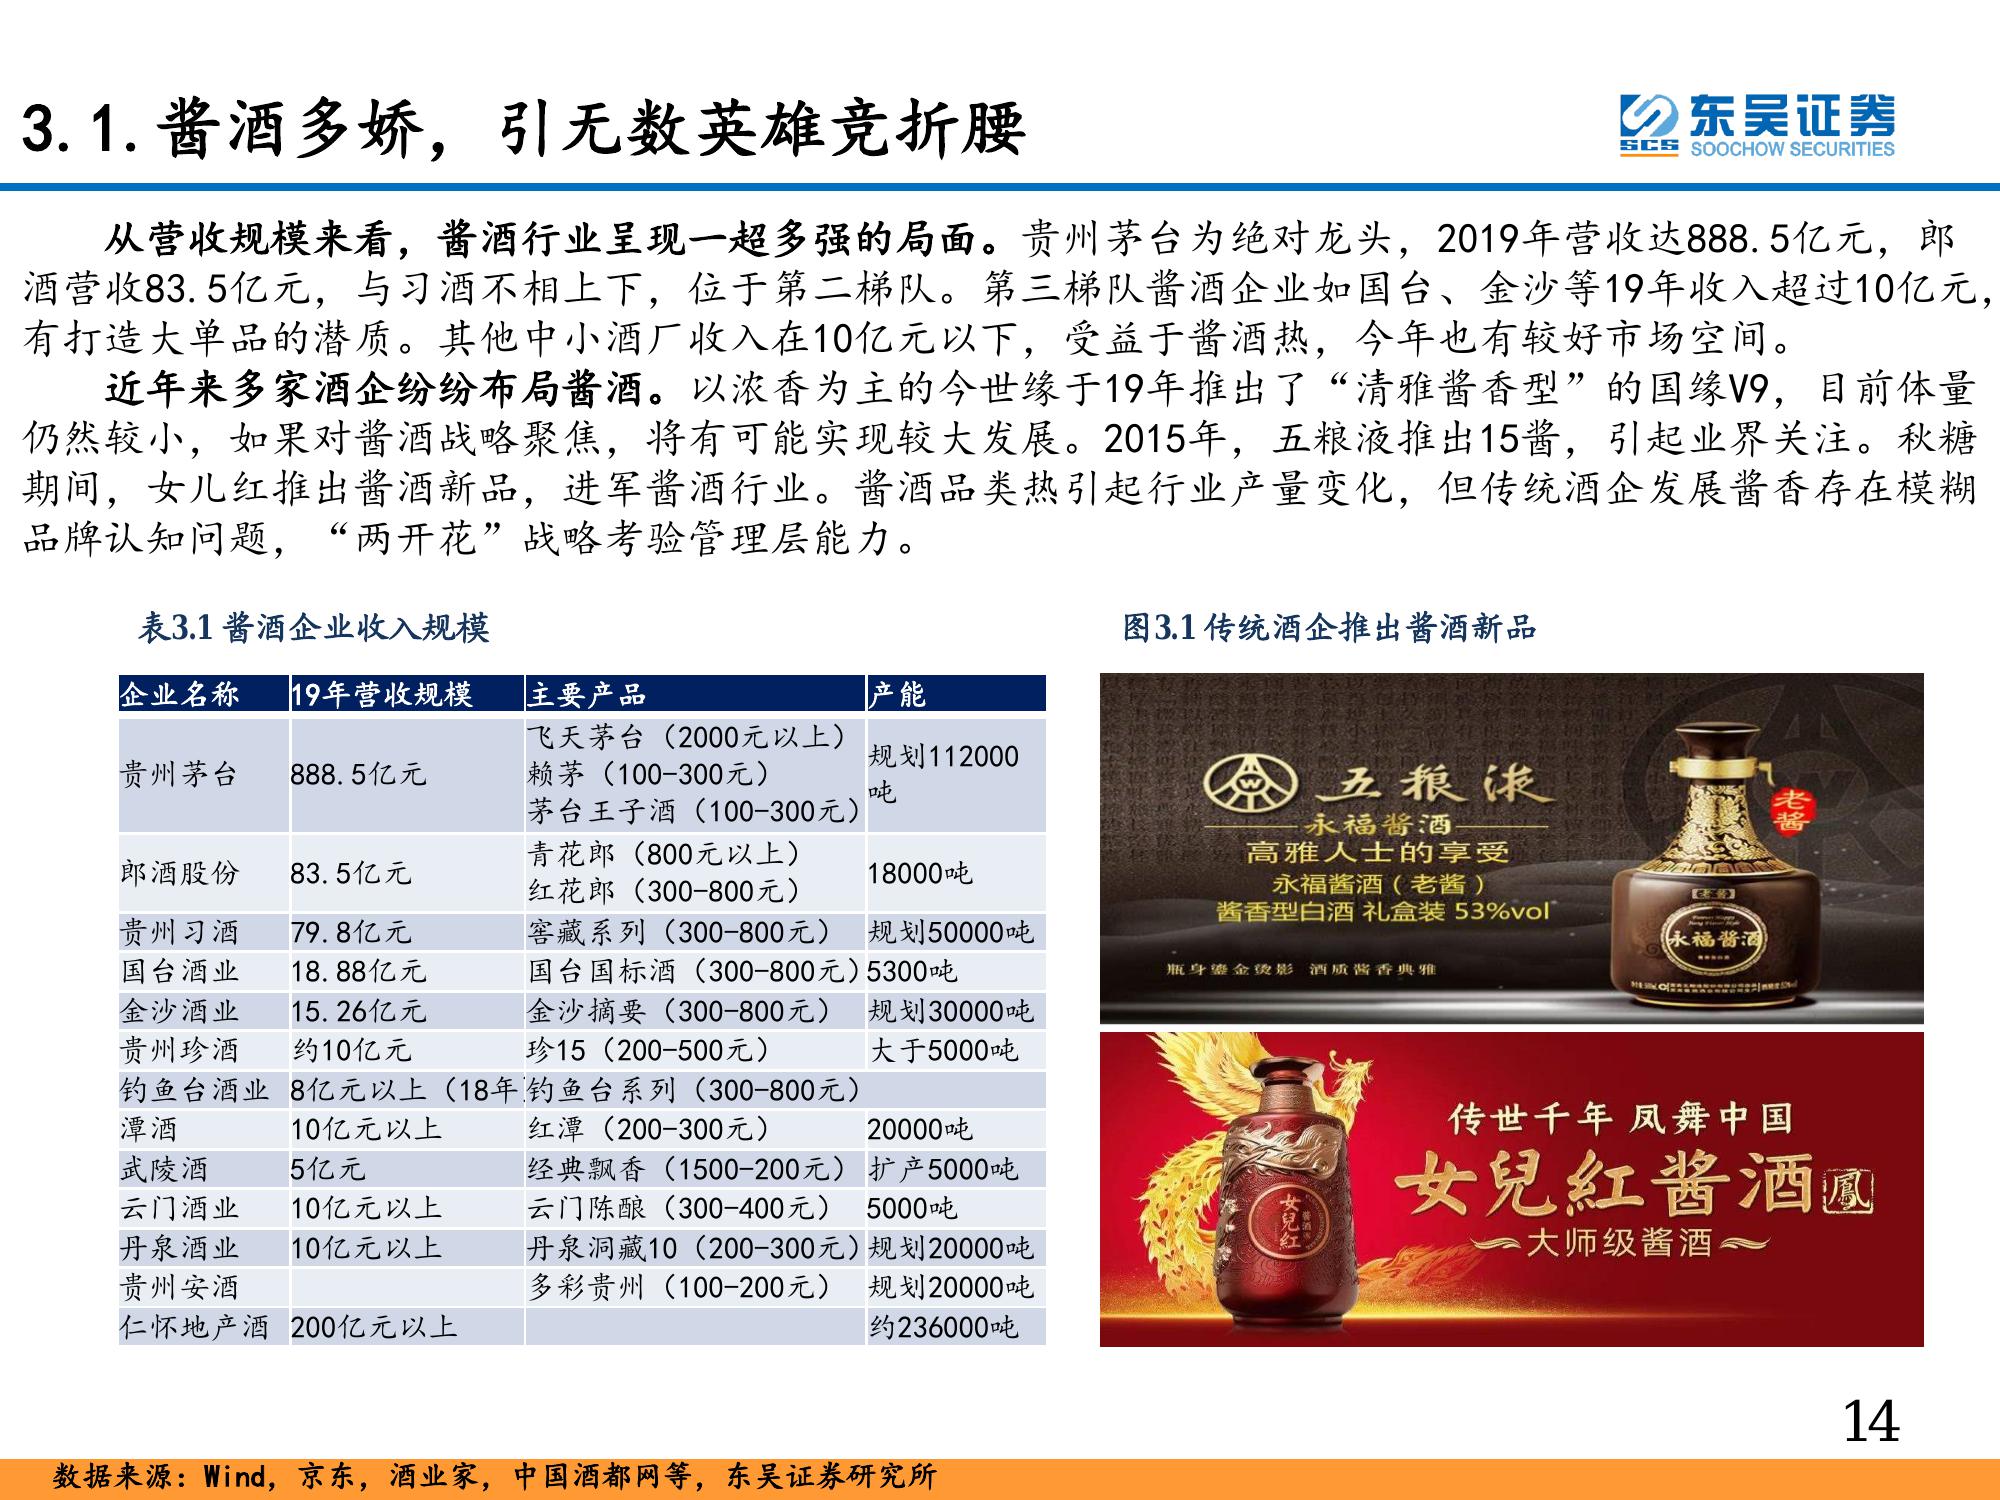 3.1.酱酒多娇，引无数英雄竞折腰
东吴证券
SCS SOOCHOW SECURITIES
从营收规模来看，酱酒行业呈现一超多强的局面。贵州茅台为绝对龙头，2019年营收达888.5亿元，郎
酒营收83.5亿元，与习酒不相上下，位于第二梯队。第三梯队酱酒企业如国台、金沙等19年收入超过10亿元，
有打造大单品的潜质。其他中小酒厂收入在10亿元以下，受益于酱酒热，今年也有较好市场空间。
近年来多家酒企纷纷布局酱酒。以浓香为主的今世缘于19年推出了“清雅酱香型”的国缘V9，目前体量
仍然较小，如果对酱酒战略聚焦，将有可能实现较大发展。2015年，五粮液推出15酱，引起业界关注。秋糖
期间，女儿红推出酱酒新品，进军酱酒行业。酱酒品类热引起行业产量变化，但传统酒企发展酱香存在模糊
品牌认知问题，“两开花”战略考验管理层能力。
表3.1 酱酒企业收入规模
企业名称 19年营收规模 主要产品 产能
贵州茅台 888.5亿元 飞天茅台（2000元以上）
赖茅（100-300元）
茅台王子酒（100-300元） 规划112000
吨
郎酒股份 83.5亿元 青花郎（800元以上）
红花郎（300-800元） 18000吨
贵州习酒 79.8亿元 窖藏系列（300-800元） 规划50000吨
国台酒业 18.88亿元 国台国标酒（300-800元） 5300吨
金沙酒业 15.26亿元 金沙摘要（300-800元） 规划30000吨
贵州珍酒 约10亿元 珍15（200-500元） 大于5000吨
钓鱼台酒业 8亿元以上（18年） 钓鱼台系列（300-800元）
潭酒 10亿元以上 红潭（200-300元） 20000吨
武陵酒 5亿元 经典飘香（1500-200元） 扩产5000吨
云门酒业 10亿元以上 云门陈酿（300-400元） 5000吨
丹泉酒业 10亿元以上 丹泉洞藏10（200-300元） 规划20000吨
贵州安酒 多彩贵州（100-200元） 规划20000吨
仁怀地产酒 200亿元以上 约236000吨
图3.1 传统酒企推出酱酒新品
五粮液
永福酱酒
高雅人士的享受
永福酱酒（老酱）
酱香型白酒 礼盒装 53%vol
瓶身鎏金烫影 酒质酱香典雅
老酱
永福酱酒
传世千年 凤舞中国
女兒紅酱酒 鳳
大师级酱酒
女兒紅
酱酒
14
数据来源：Wind，京东，酒业家，中国酒都网等，东吴证券研究所